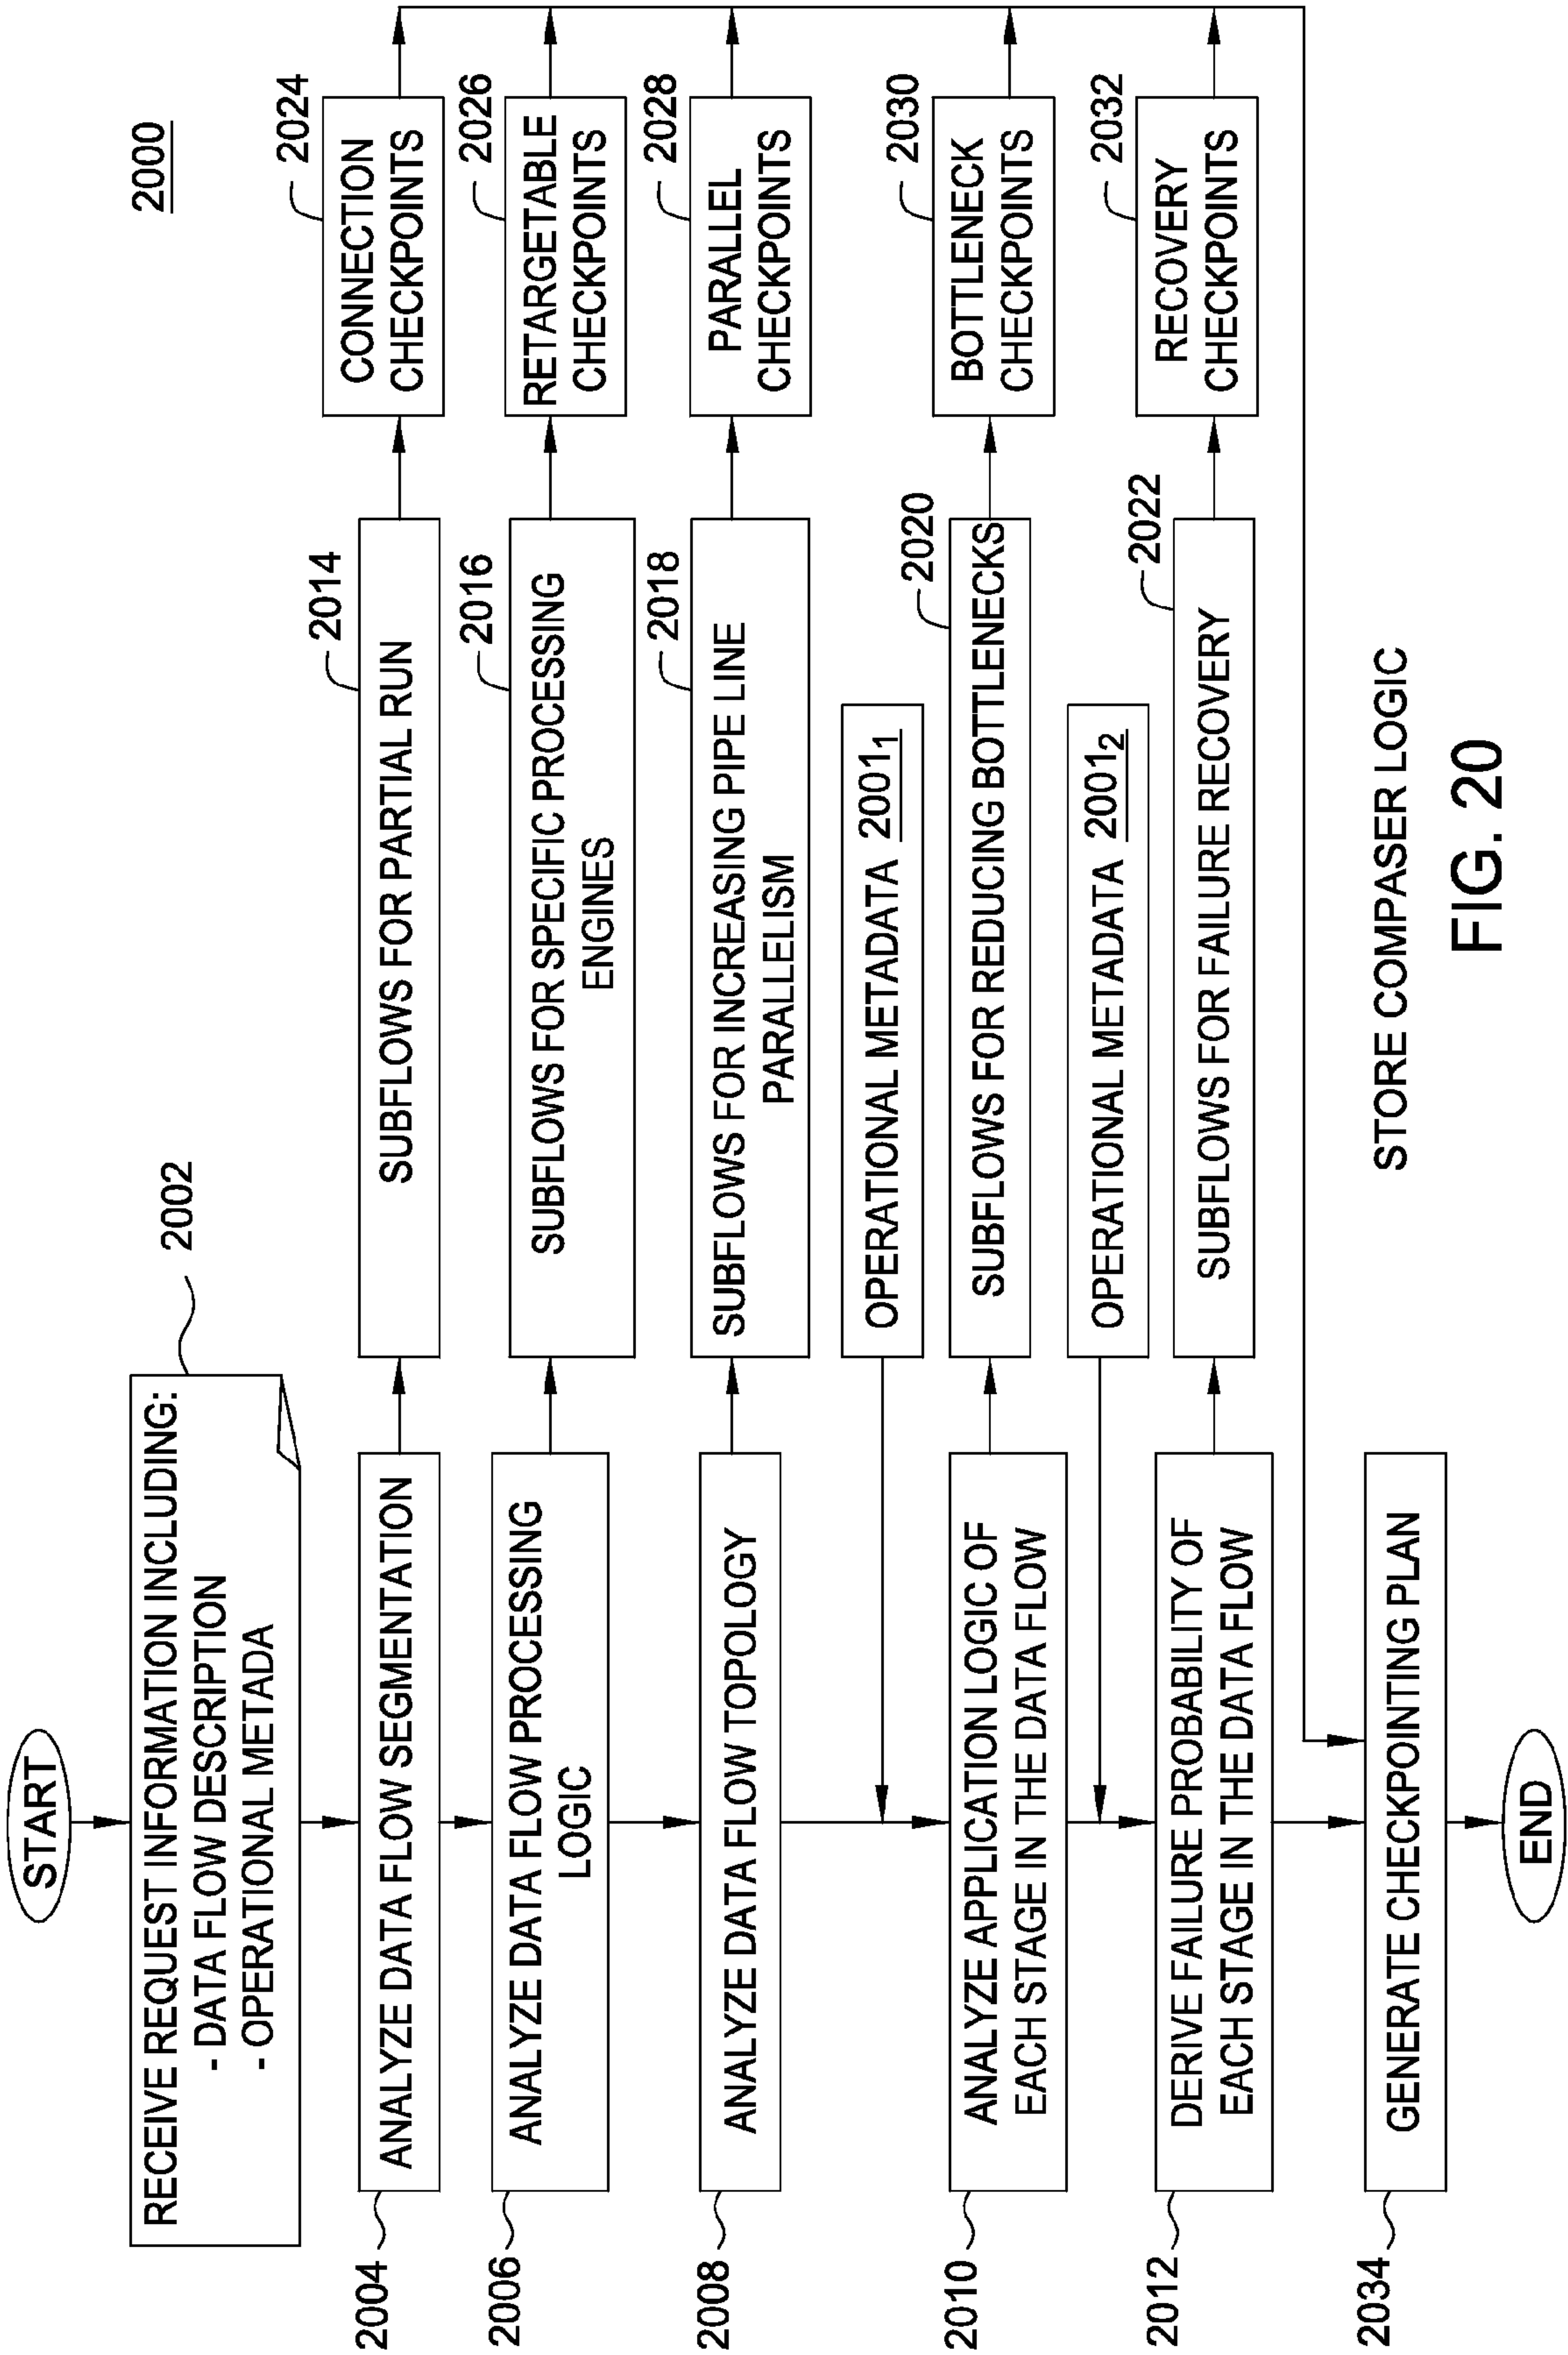 2000
START
RECEIVE REQUEST INFORMATION INCLUDING:
- DATA FLOW DESCRIPTION
- OPERATIONAL METADA
2002
2004
ANALYZE DATA FLOW SEGMENTATION
2014
SUBFLOWS FOR PARTIAL RUN
2024
CONNECTION
CHECKPOINTS
2006
ANALYZE DATA FLOW PROCESSING
LOGIC
2016
SUBFLOWS FOR SPECIFIC PROCESSING
ENGINES
2026
RETARGETABLE
CHECKPOINTS
2008
ANALYZE DATA FLOW TOPOLOGY
2018
SUBFLOWS FOR INCREASING PIPE LINE
PARALLELISM
2028
PARALLEL
CHECKPOINTS
OPERATIONAL METADATA 2001₁
2010
ANALYZE APPLICATION LOGIC OF
EACH STAGE IN THE DATA FLOW
2020
SUBFLOWS FOR REDUCING BOTTLENECKS
2030
BOTTLENECK
CHECKPOINTS
OPERATIONAL METADATA 2001₂
2012
DERIVE FAILURE PROBABILITY OF
EACH STAGE IN THE DATA FLOW
2022
SUBFLOWS FOR FAILURE RECOVERY
2032
RECOVERY
CHECKPOINTS
2034
GENERATE CHECKPOINTING PLAN
END
STORE COMPASER LOGIC
FIG. 20